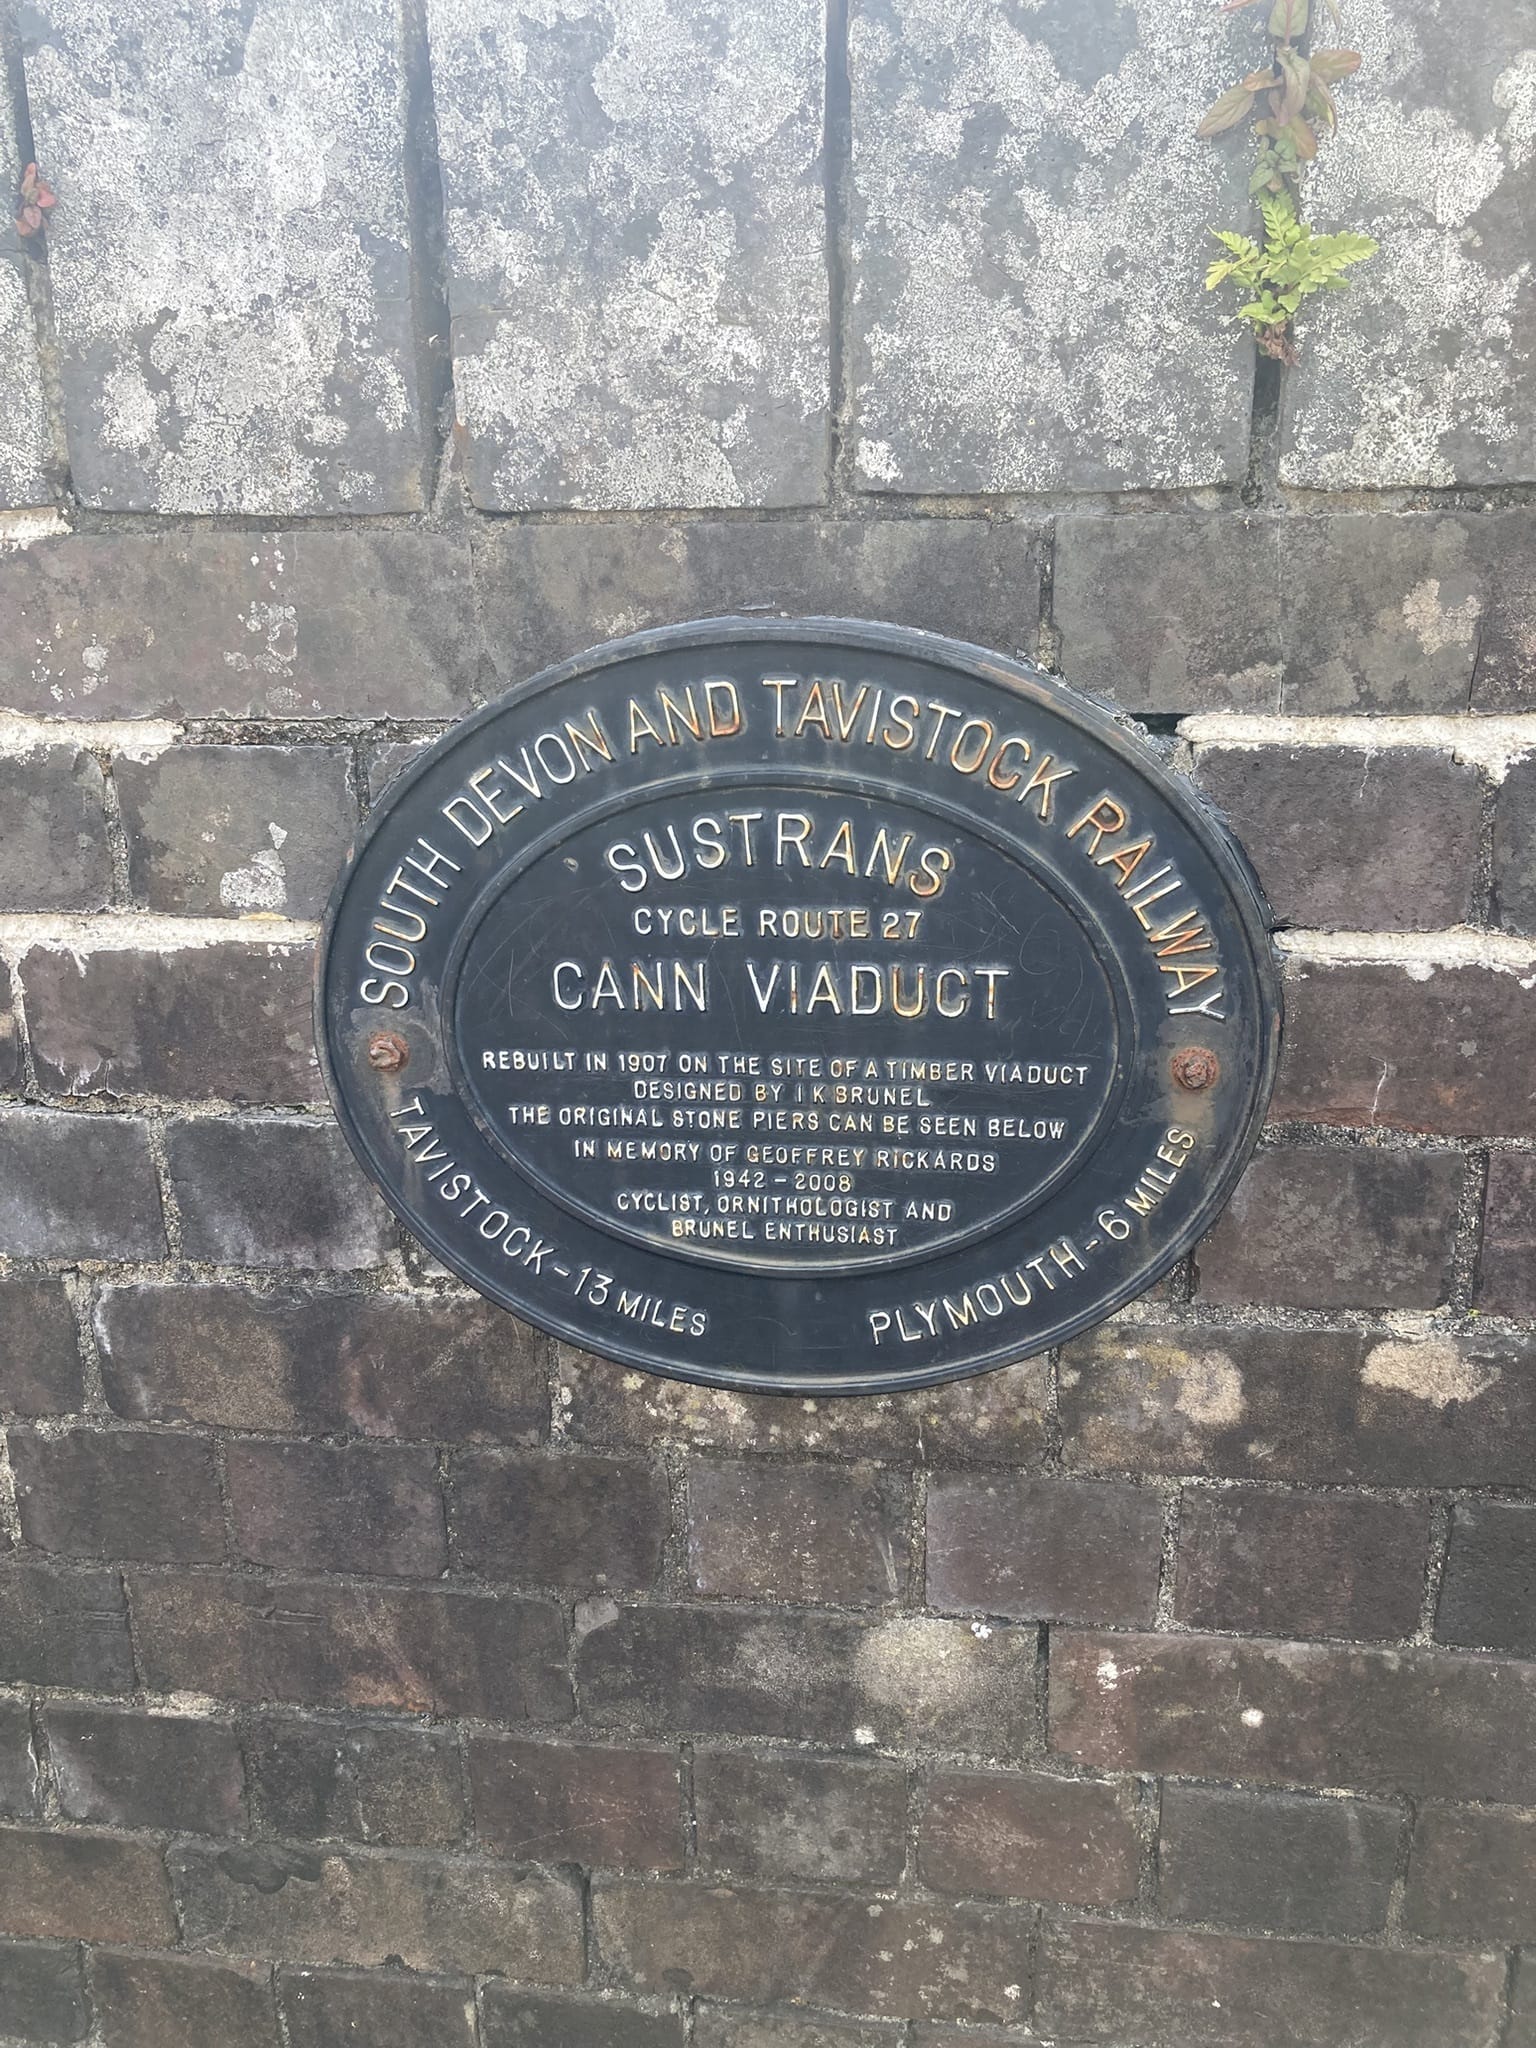 SOUTH DEVON AND TAVISTOCK RAILWAY
SUSTRANS
CYCLE ROUTE 27
CANN VIADUCT
REBUILT IN 1907 ON THE SITE OF A TIMBER VIADUCT
DESIGNED BY I K BRUNEL
THE ORIGINAL STONE PIERS CAN BE SEEN BELOW
IN MEMORY OF GEOFFREY RICKARDS
1942 - 2008
CYCLIST, ORNITHOLOGIST AND
BRUNEL ENTHUSIAST
TAVISTOCK - 13 MILES
PLYMOUTH - 6 MILES